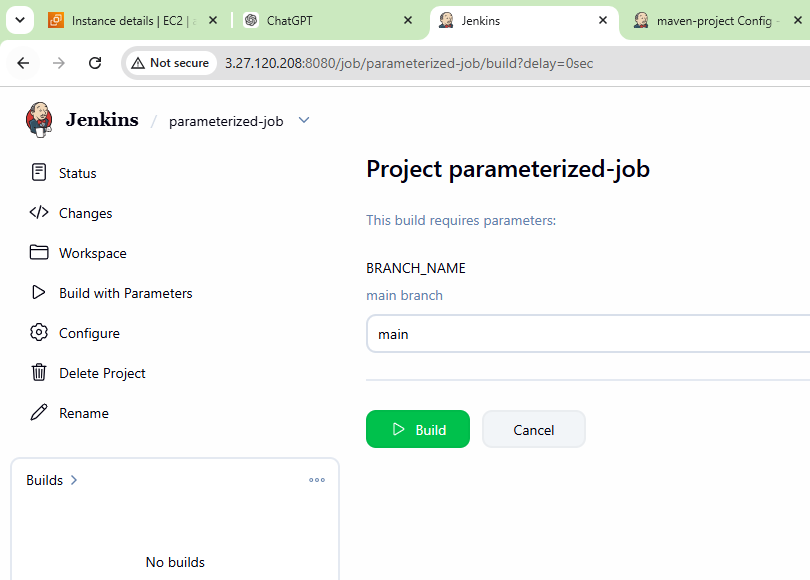 Instance details | EC2 | a
ChatGPT
Jenkins
maven-project Config -
Not secure
3.27.120.208:8080/job/parameterized-job/build?delay=0sec
Jenkins / parameterized-job
Project parameterized-job
Status
Changes
Workspace
Build with Parameters
Configure
Delete Project
Rename
This build requires parameters:
BRANCH_NAME
main branch
main
Build
Cancel
Builds
No builds